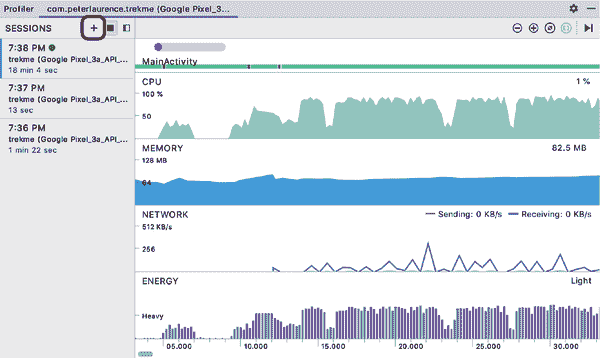 Profiler com.peterlaurence.trekme (Google Pixel_3...
SESSIONS
7:38 PM
trekme (Google Pixel_3a_API_...
18 min 4 sec
7:37 PM
trekme (Google Pixel_3a_API_...
13 sec
7:36 PM
trekme (Google Pixel_3a_API_...
1 min 22 sec
MainActivity
CPU 1 %
100 %
50
MEMORY 82.5 MB
128 MB
64
NETWORK Sending: 0 KB/s Receiving: 0 KB/s
512 KB/s
256
ENERGY Light
Heavy
05.000 10.000 15.000 20.000 25.000 30.000